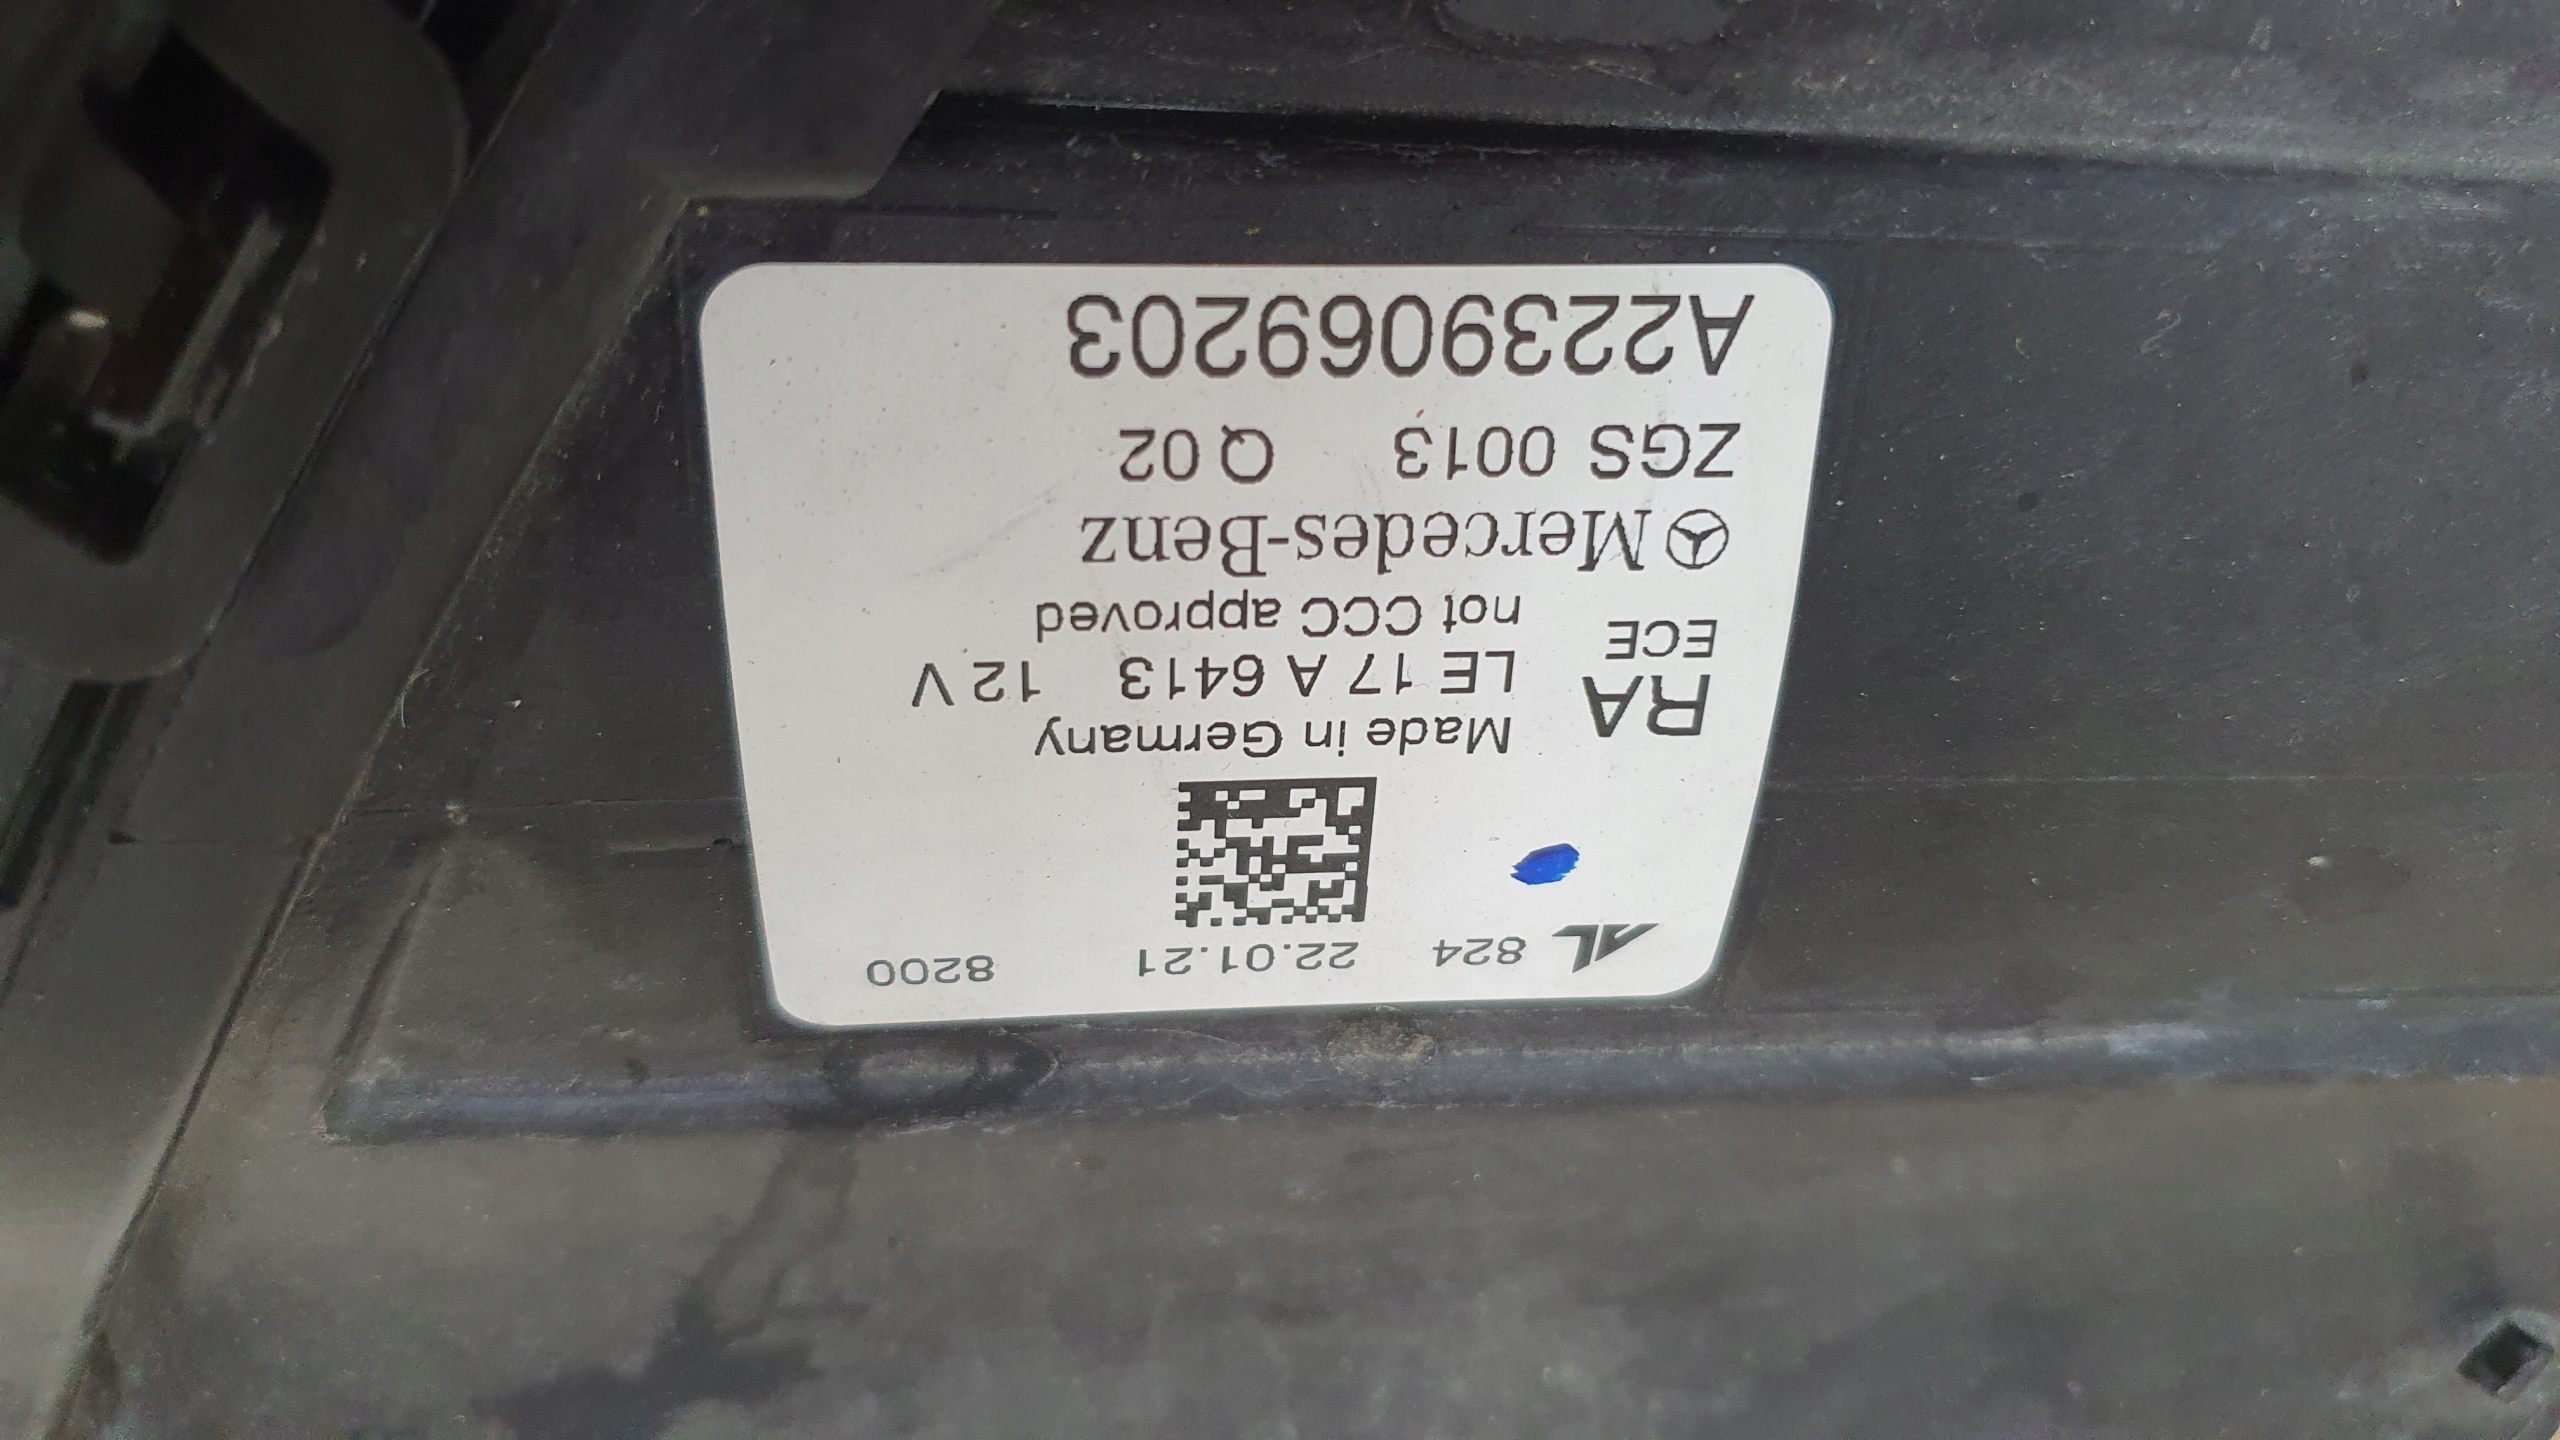 A2239069203
ZGS 0013 Q 02
Mercedes-Benz
ECE not CCC approved
RA LE 17 A 6413 12 V
Made in Germany
AL 824 22.01.21 8200